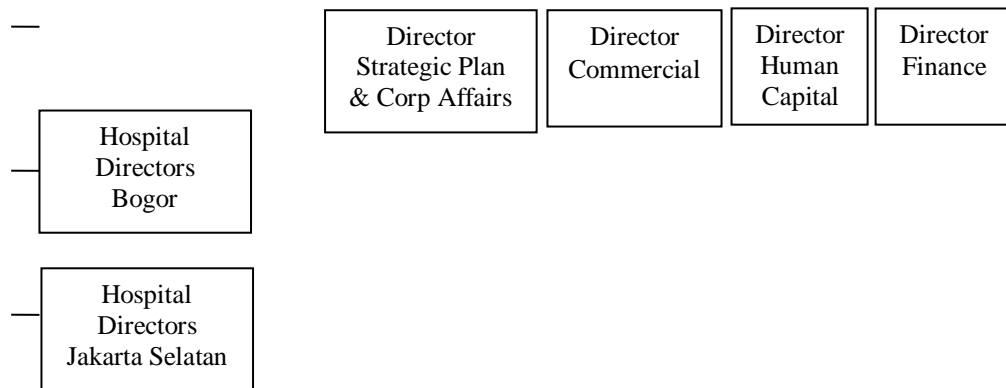 Director
Strategic Plan
& Corp Affairs
Director
Commercial
Director
Human
Capital
Director
Finance
Hospital
Directors
Bogor
Hospital
Directors
Jakarta Selatan